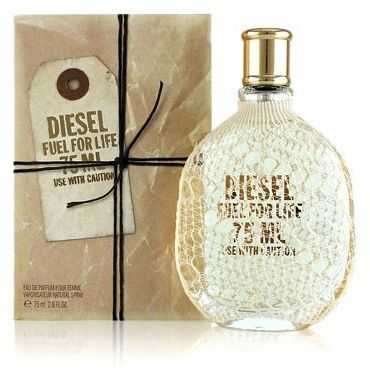 DIESEL
FUEL FOR LIFE
75 ML
USE WITH CAUTION
EAU DE PARFUM POUR FEMME
VAPORISATEUR NATURAL SPRAY
℮ 75 ml 2.6 FL.OZ.
DIESEL
FUEL FOR LIFE
75 ML
USE WITH CAUTION